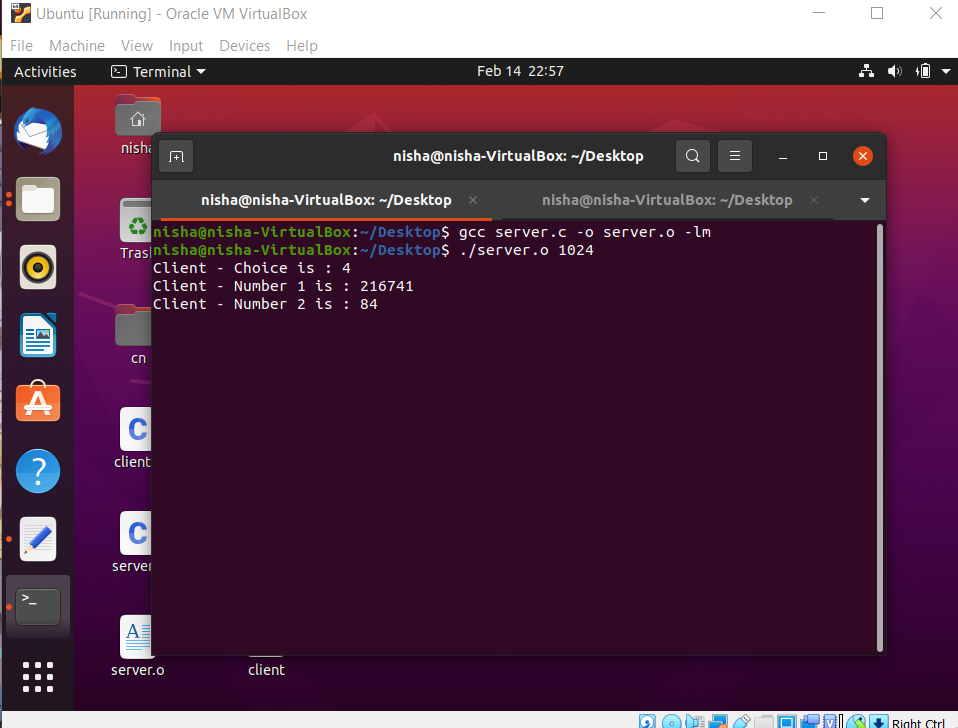 Ubuntu [Running] - Oracle VM VirtualBox
File Machine View Input Devices Help
Activities Terminal Feb 14 22:57
nisha@nisha-VirtualBox: ~/Desktop
nisha@nisha-VirtualBox: ~/Desktop nisha@nisha-VirtualBox: ~/Desktop
nisha@nisha-VirtualBox:~/Desktop$ gcc server.c -o server.o -lm
nisha@nisha-VirtualBox:~/Desktop$ ./server.o 1024
Client - Choice is : 4
Client - Number 1 is : 216741
Client - Number 2 is : 84
nisha
Tras
cn
C
client
C
server
A
server.o
client
Right Ctrl